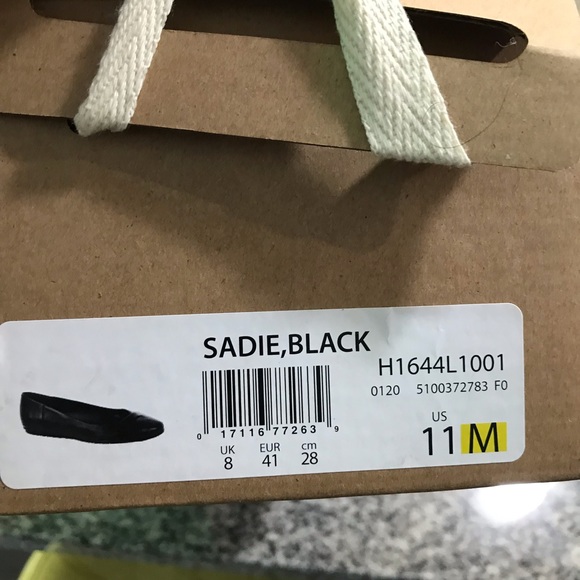 SADIE,BLACK
H1644L1001
0120 5100372783 F0
0 17116 77263 9
UK EUR cm
8 41 28
US
11 M